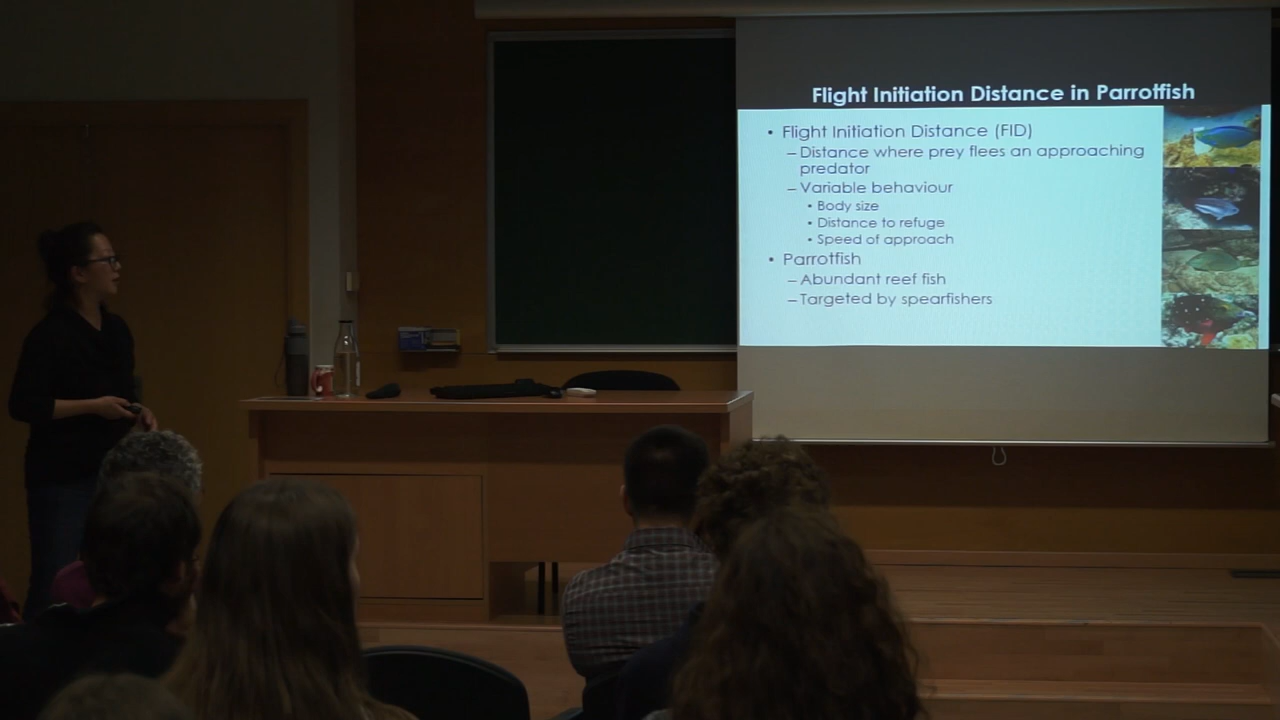 Flight Initiation Distance in Parrotfish
• Flight Initiation Distance (FID)
– Distance where prey flees an approaching
predator
– Variable behaviour
• Body size
• Distance to refuge
• Speed of approach
• Parrotfish
– Abundant reef fish
– Targeted by spearfishers